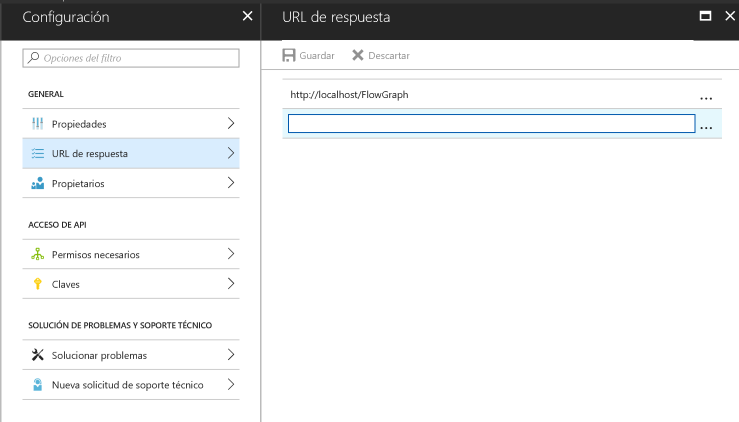 Configuración
Opciones del filtro
GENERAL
Propiedades
URL de respuesta
Propietarios
ACCESO DE API
Permisos necesarios
Claves
SOLUCIÓN DE PROBLEMAS Y SOPORTE TÉCNICO
Solucionar problemas
Nueva solicitud de soporte técnico
URL de respuesta
Guardar Descartar
http://localhost/FlowGraph